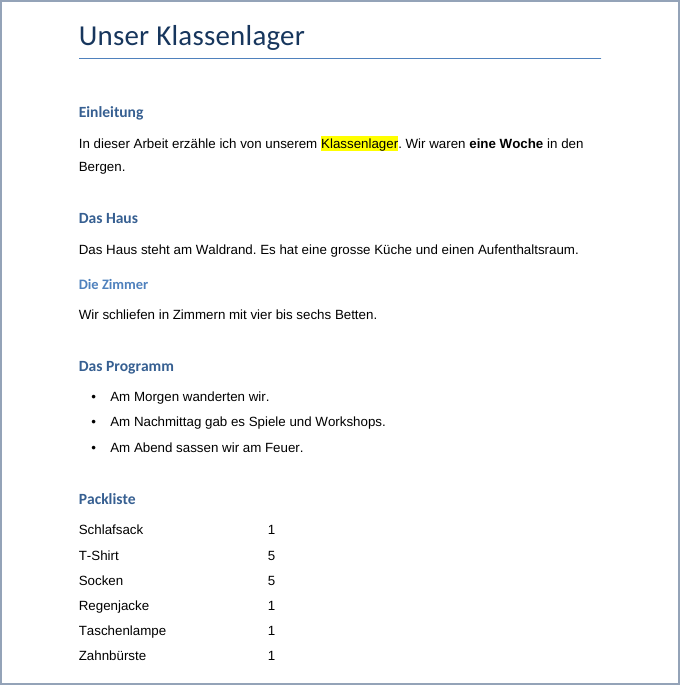 Unser Klassenlager
Einleitung
In dieser Arbeit erzähle ich von unserem Klassenlager. Wir waren eine Woche in den
Bergen.
Das Haus
Das Haus steht am Waldrand. Es hat eine grosse Küche und einen Aufenthaltsraum.
Die Zimmer
Wir schliefen in Zimmern mit vier bis sechs Betten.
Das Programm
• Am Morgen wanderten wir.
• Am Nachmittag gab es Spiele und Workshops.
• Am Abend sassen wir am Feuer.
Packliste
Schlafsack 1
T-Shirt 5
Socken 5
Regenjacke 1
Taschenlampe 1
Zahnbürste 1